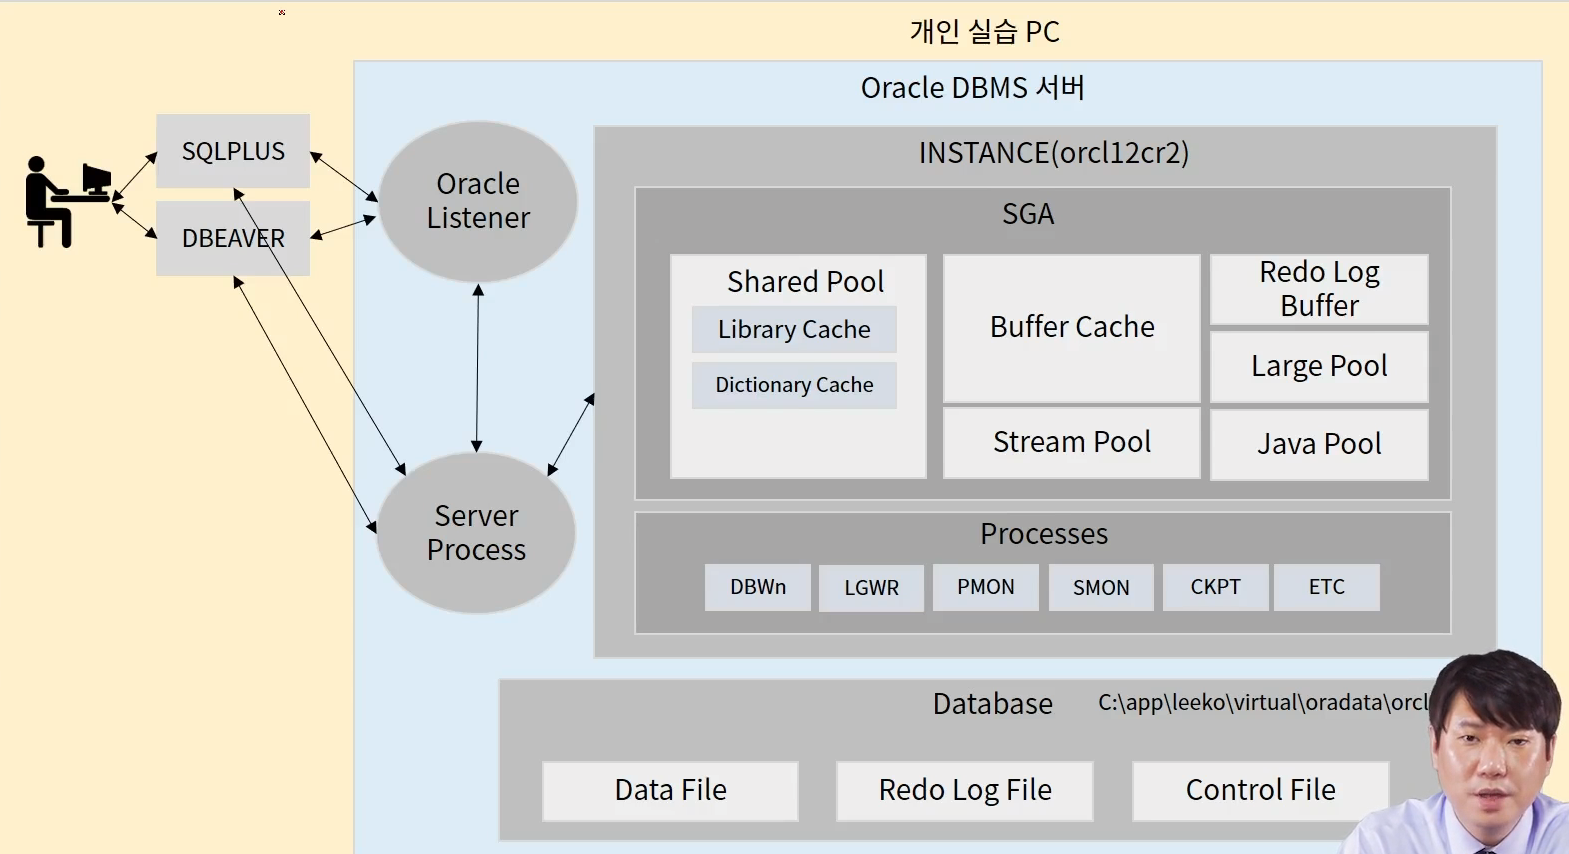 개인 실습 PC
Oracle DBMS 서버
SQLPLUS
DBEAVER
Oracle
Listener
Server
Process
INSTANCE(orcl12cr2)
SGA
Shared Pool
Library Cache
Dictionary Cache
Buffer Cache
Stream Pool
Redo Log
Buffer
Large Pool
Java Pool
Processes
DBWn
LGWR
PMON
SMON
CKPT
ETC
Database
C:\app\leeko\virtual\oradata\orcl
Data File
Redo Log File
Control File